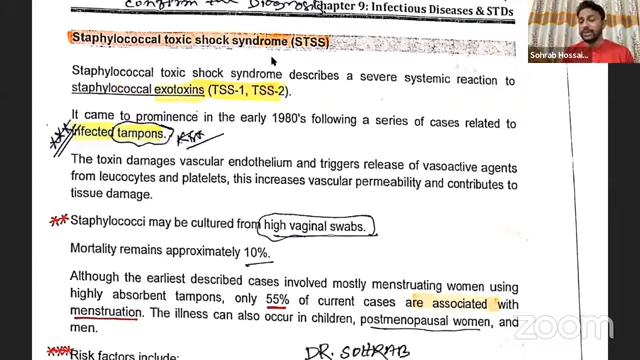 Confirm the Diagnosis
Chapter 9: Infectious Diseases & STDs
Sohrab Hossai...
Staphylococcal toxic shock syndrome (STSS)
Staphylococcal toxic shock syndrome describes a severe systemic reaction to
staphylococcal exotoxins (TSS-1, TSS-2).
It came to prominence in the early 1980's following a series of cases related to
infected tampons.
The toxin damages vascular endothelium and triggers release of vasoactive agents
from leucocytes and platelets, this increases vascular permeability and contributes to
tissue damage.
Staphylococci may be cultured from high vaginal swabs.
Mortality remains approximately 10%.
Although the earliest described cases involved mostly menstruating women using
highly absorbent tampons, only 55% of current cases are associated with
menstruation. The illness can also occur in children, postmenopausal women, and
men.
zoom
Risk factors include:
DR. SOHRAB